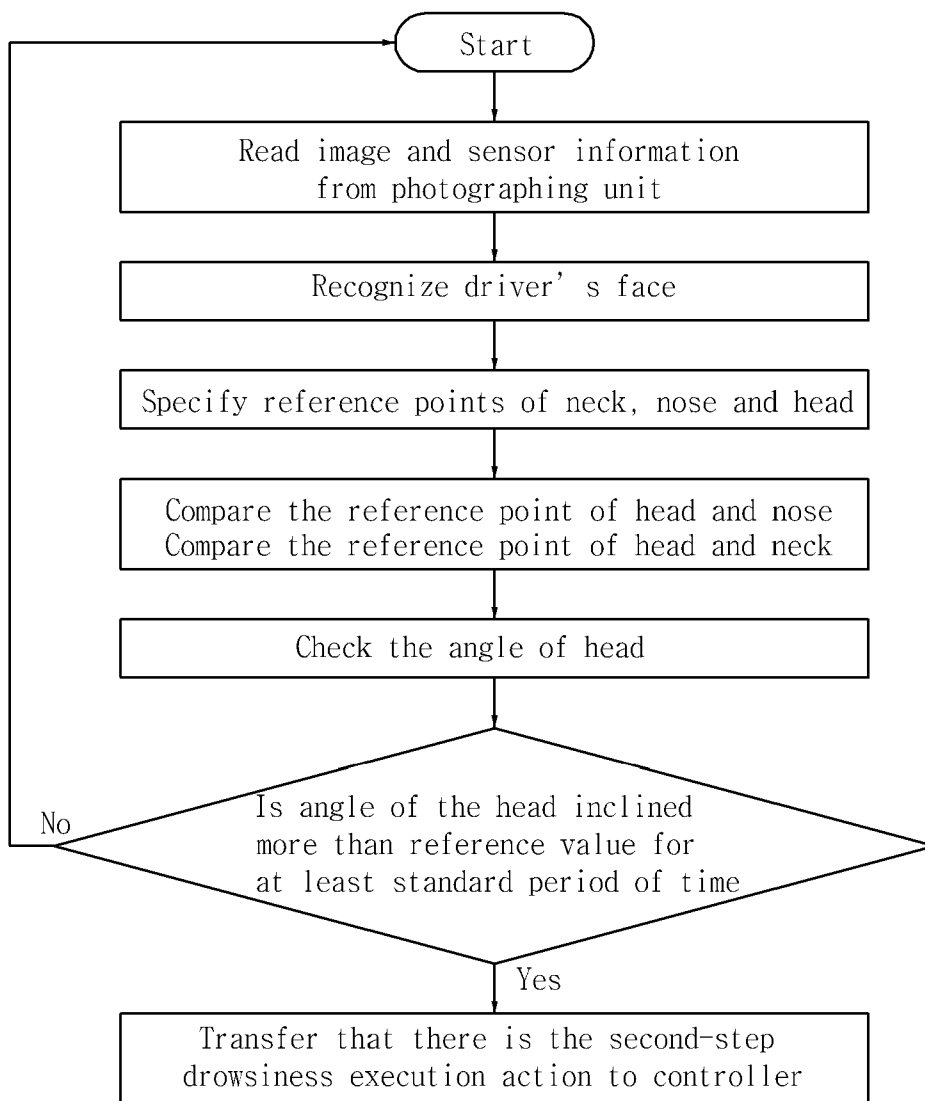 Start
Read image and sensor information
from photographing unit
Recognize driver’ s face
Specify reference points of neck, nose and head
Compare the reference point of head and nose
Compare the reference point of head and neck
Check the angle of head
Is angle of the head inclined
more than reference value for
at least standard period of time
No
Yes
Transfer that there is the second-step
drowsiness execution action to controller